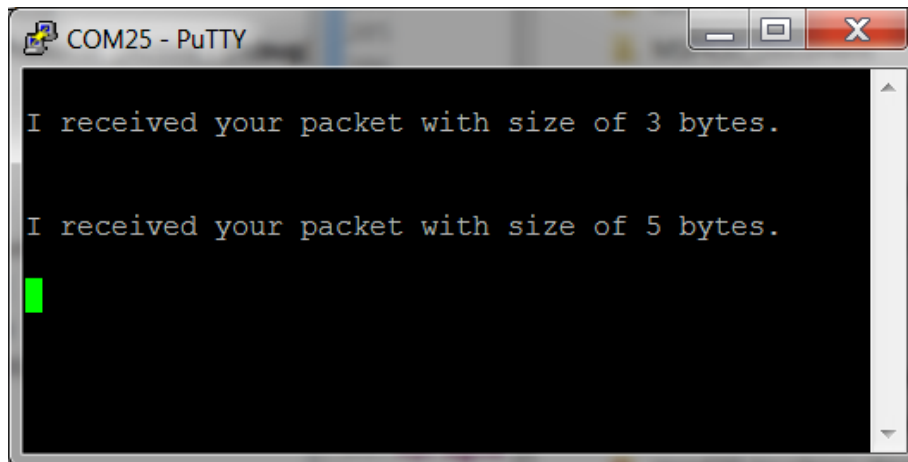 COM25 - PuTTY
I received your packet with size of 3 bytes.
I received your packet with size of 5 bytes.